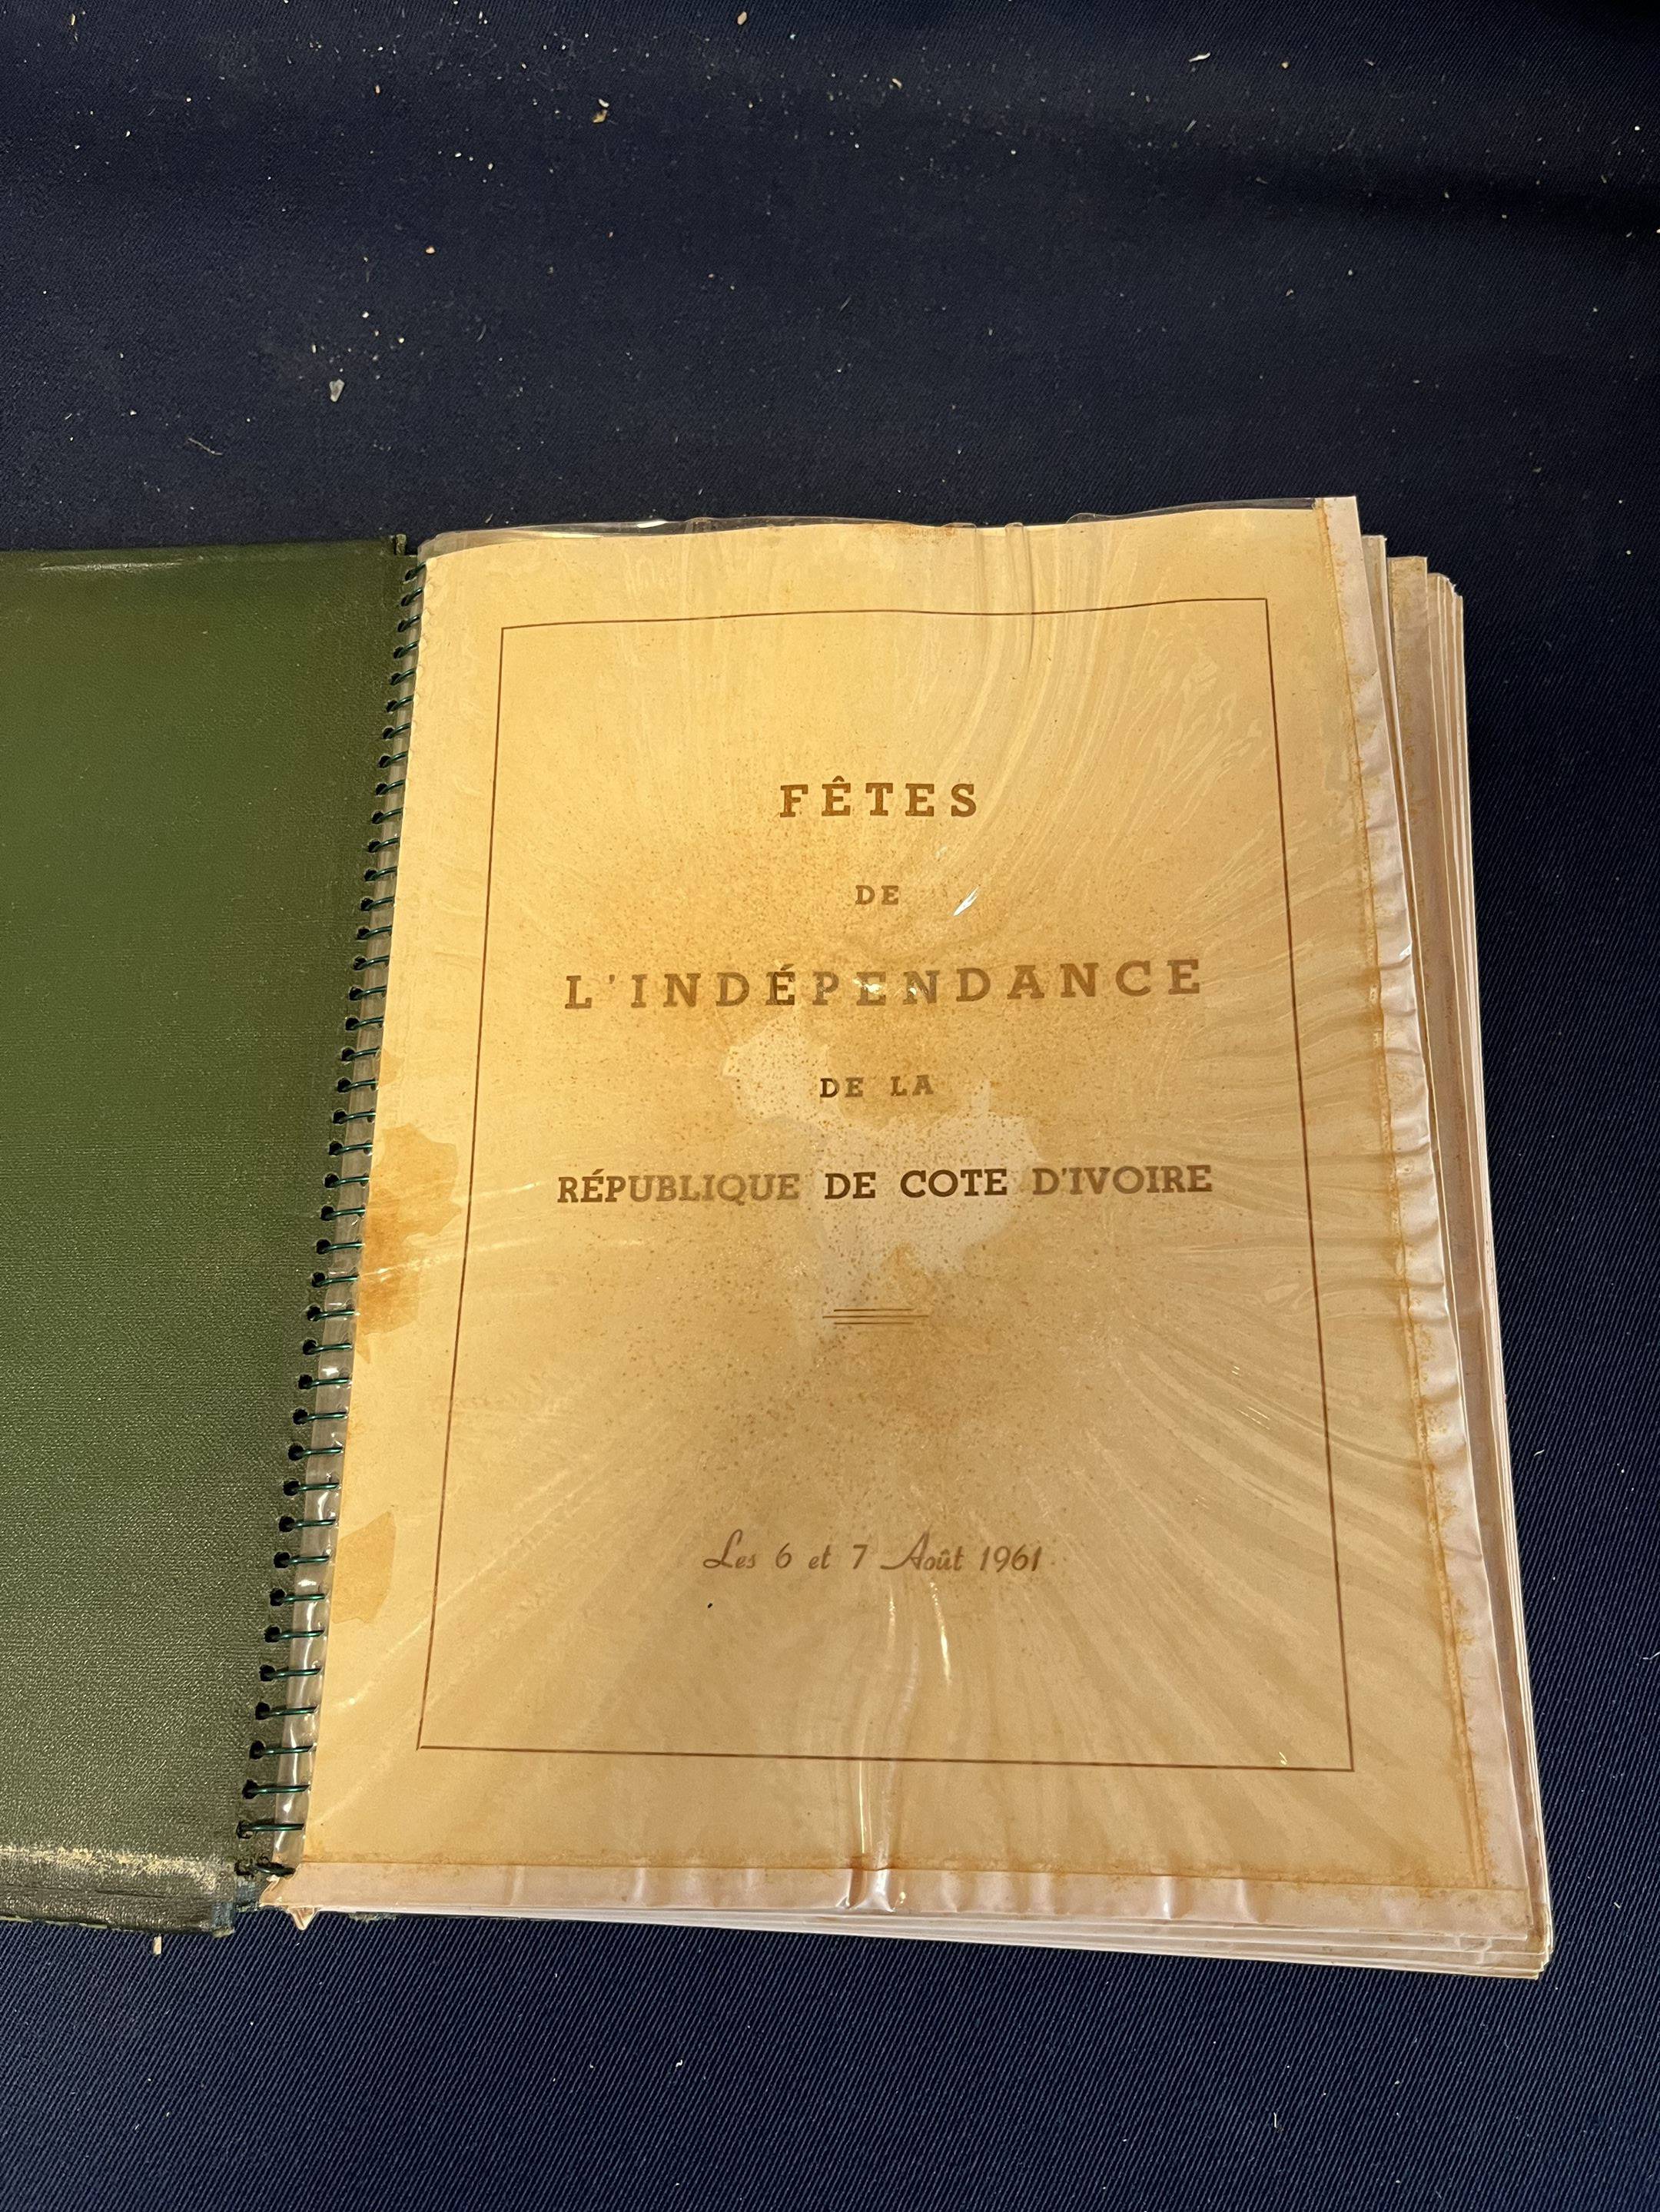 FÊTES
DE
L'INDÉPENDANCE
DE LA
RÉPUBLIQUE DE COTE D'IVOIRE
Les 6 et 7 Août 1961